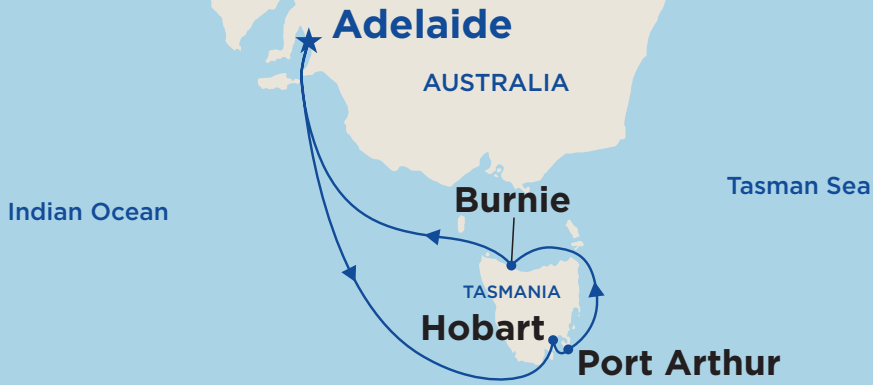 Adelaide
AUSTRALIA
Tasman Sea
Burnie
Indian Ocean
TASMANIA
Hobart
Port Arthur